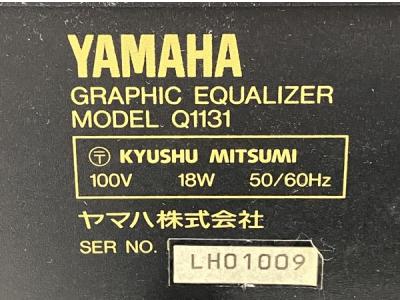 YAMAHA
GRAPHIC EQUALIZER
MODEL Q1131
〶 KYUSHU MITSUMI
100V 18W 50/60Hz
ヤマハ株式会社
SER NO. LH01009